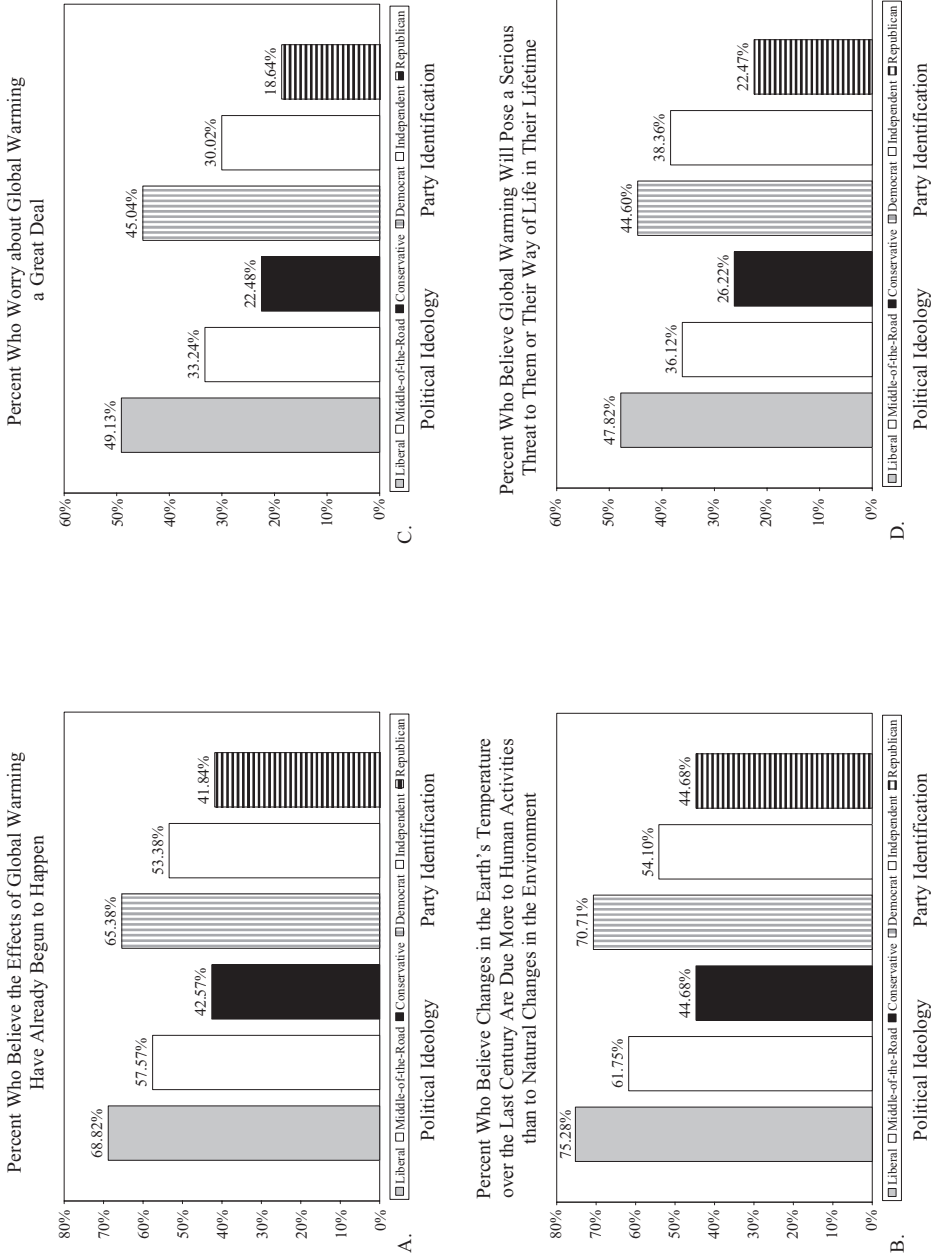 Percent Who Believe the Effects of Global Warming
Have Already Begun to Happen
80%
70%
60%
50%
40%
30%
20%
10%
0%
68.82%
57.57%
42.57%
65.38%
53.38%
41.84%
Liberal Middle-of-the-Road Conservative Democrat Independent Republican
Political Ideology Party Identification
A.
Percent Who Believe Changes in the Earth's Temperature
over the Last Century Are Due More to Human Activities
than to Natural Changes in the Environment
80%
70%
60%
50%
40%
30%
20%
10%
0%
75.28%
61.75%
44.68%
70.71%
54.10%
44.68%
Liberal Middle-of-the-Road Conservative Democrat Independent Republican
Political Ideology Party Identification
B.
Percent Who Worry about Global Warming
a Great Deal
60%
50%
40%
30%
20%
10%
0%
49.13%
33.24%
22.48%
45.04%
30.02%
18.64%
Liberal Middle-of-the-Road Conservative Democrat Independent Republican
Political Ideology Party Identification
C.
Percent Who Believe Global Warming Will Pose a Serious
Threat to Them or Their Way of Life in Their Lifetime
60%
50%
40%
30%
20%
10%
0%
47.82%
36.12%
26.22%
44.60%
38.36%
22.47%
Liberal Middle-of-the-Road Conservative Democrat Independent Republican
Political Ideology Party Identification
D.